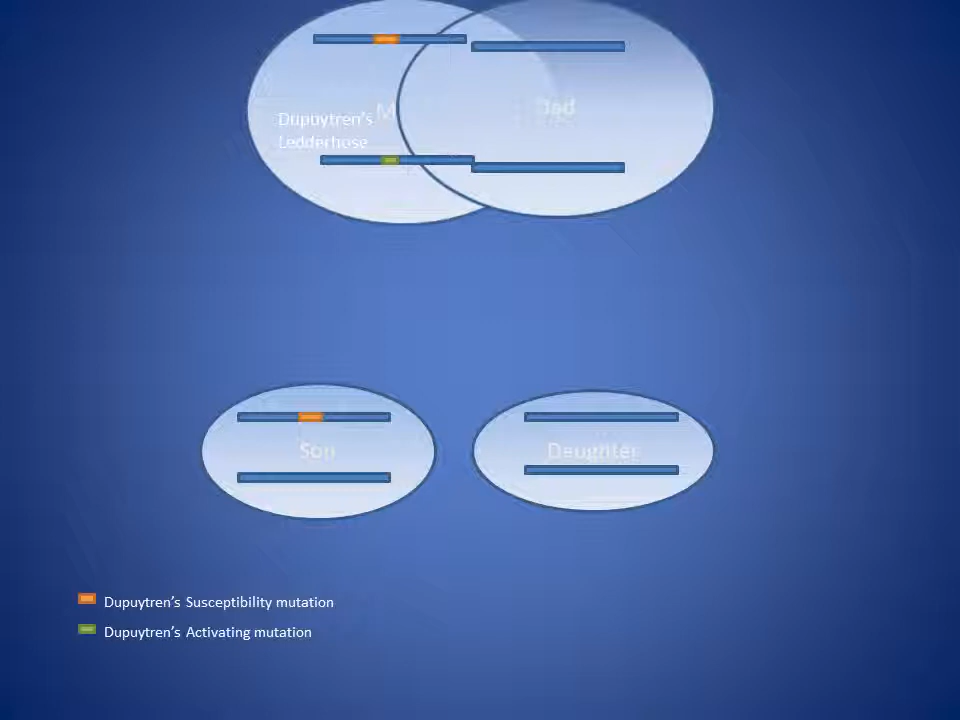 Dad
Dupuytren's
Ledderhose
Son
Daughter
Dupuytren's Susceptibility mutation
Dupuytren's Activating mutation